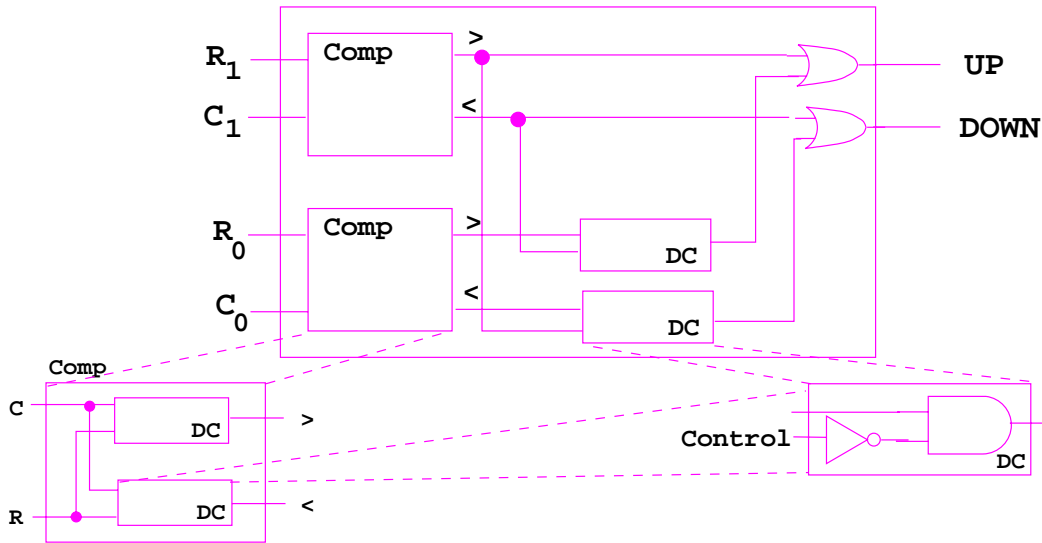 >
Comp
R1
UP
<
C1
DOWN
>
Comp
R0
DC
<
C0
DC
Comp
C
DC
>
Control
DC
DC
<
R